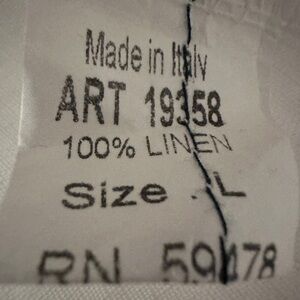 Made in Italy
ART 19358
100% LINEN
Size L
RN